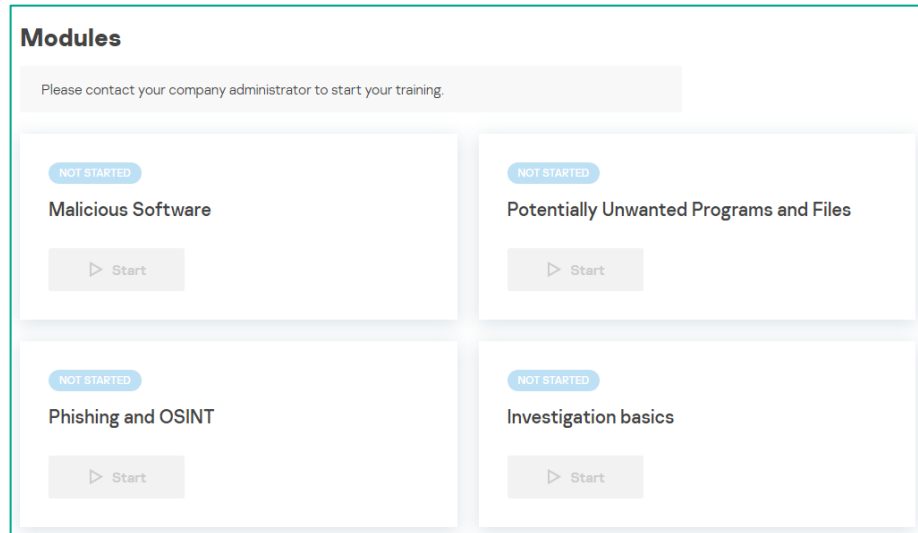 Modules
Please contact your company administrator to start your training.
NOT STARTED
Malicious Software
Start
NOT STARTED
Potentially Unwanted Programs and Files
Start
NOT STARTED
Phishing and OSINT
Start
NOT STARTED
Investigation basics
Start